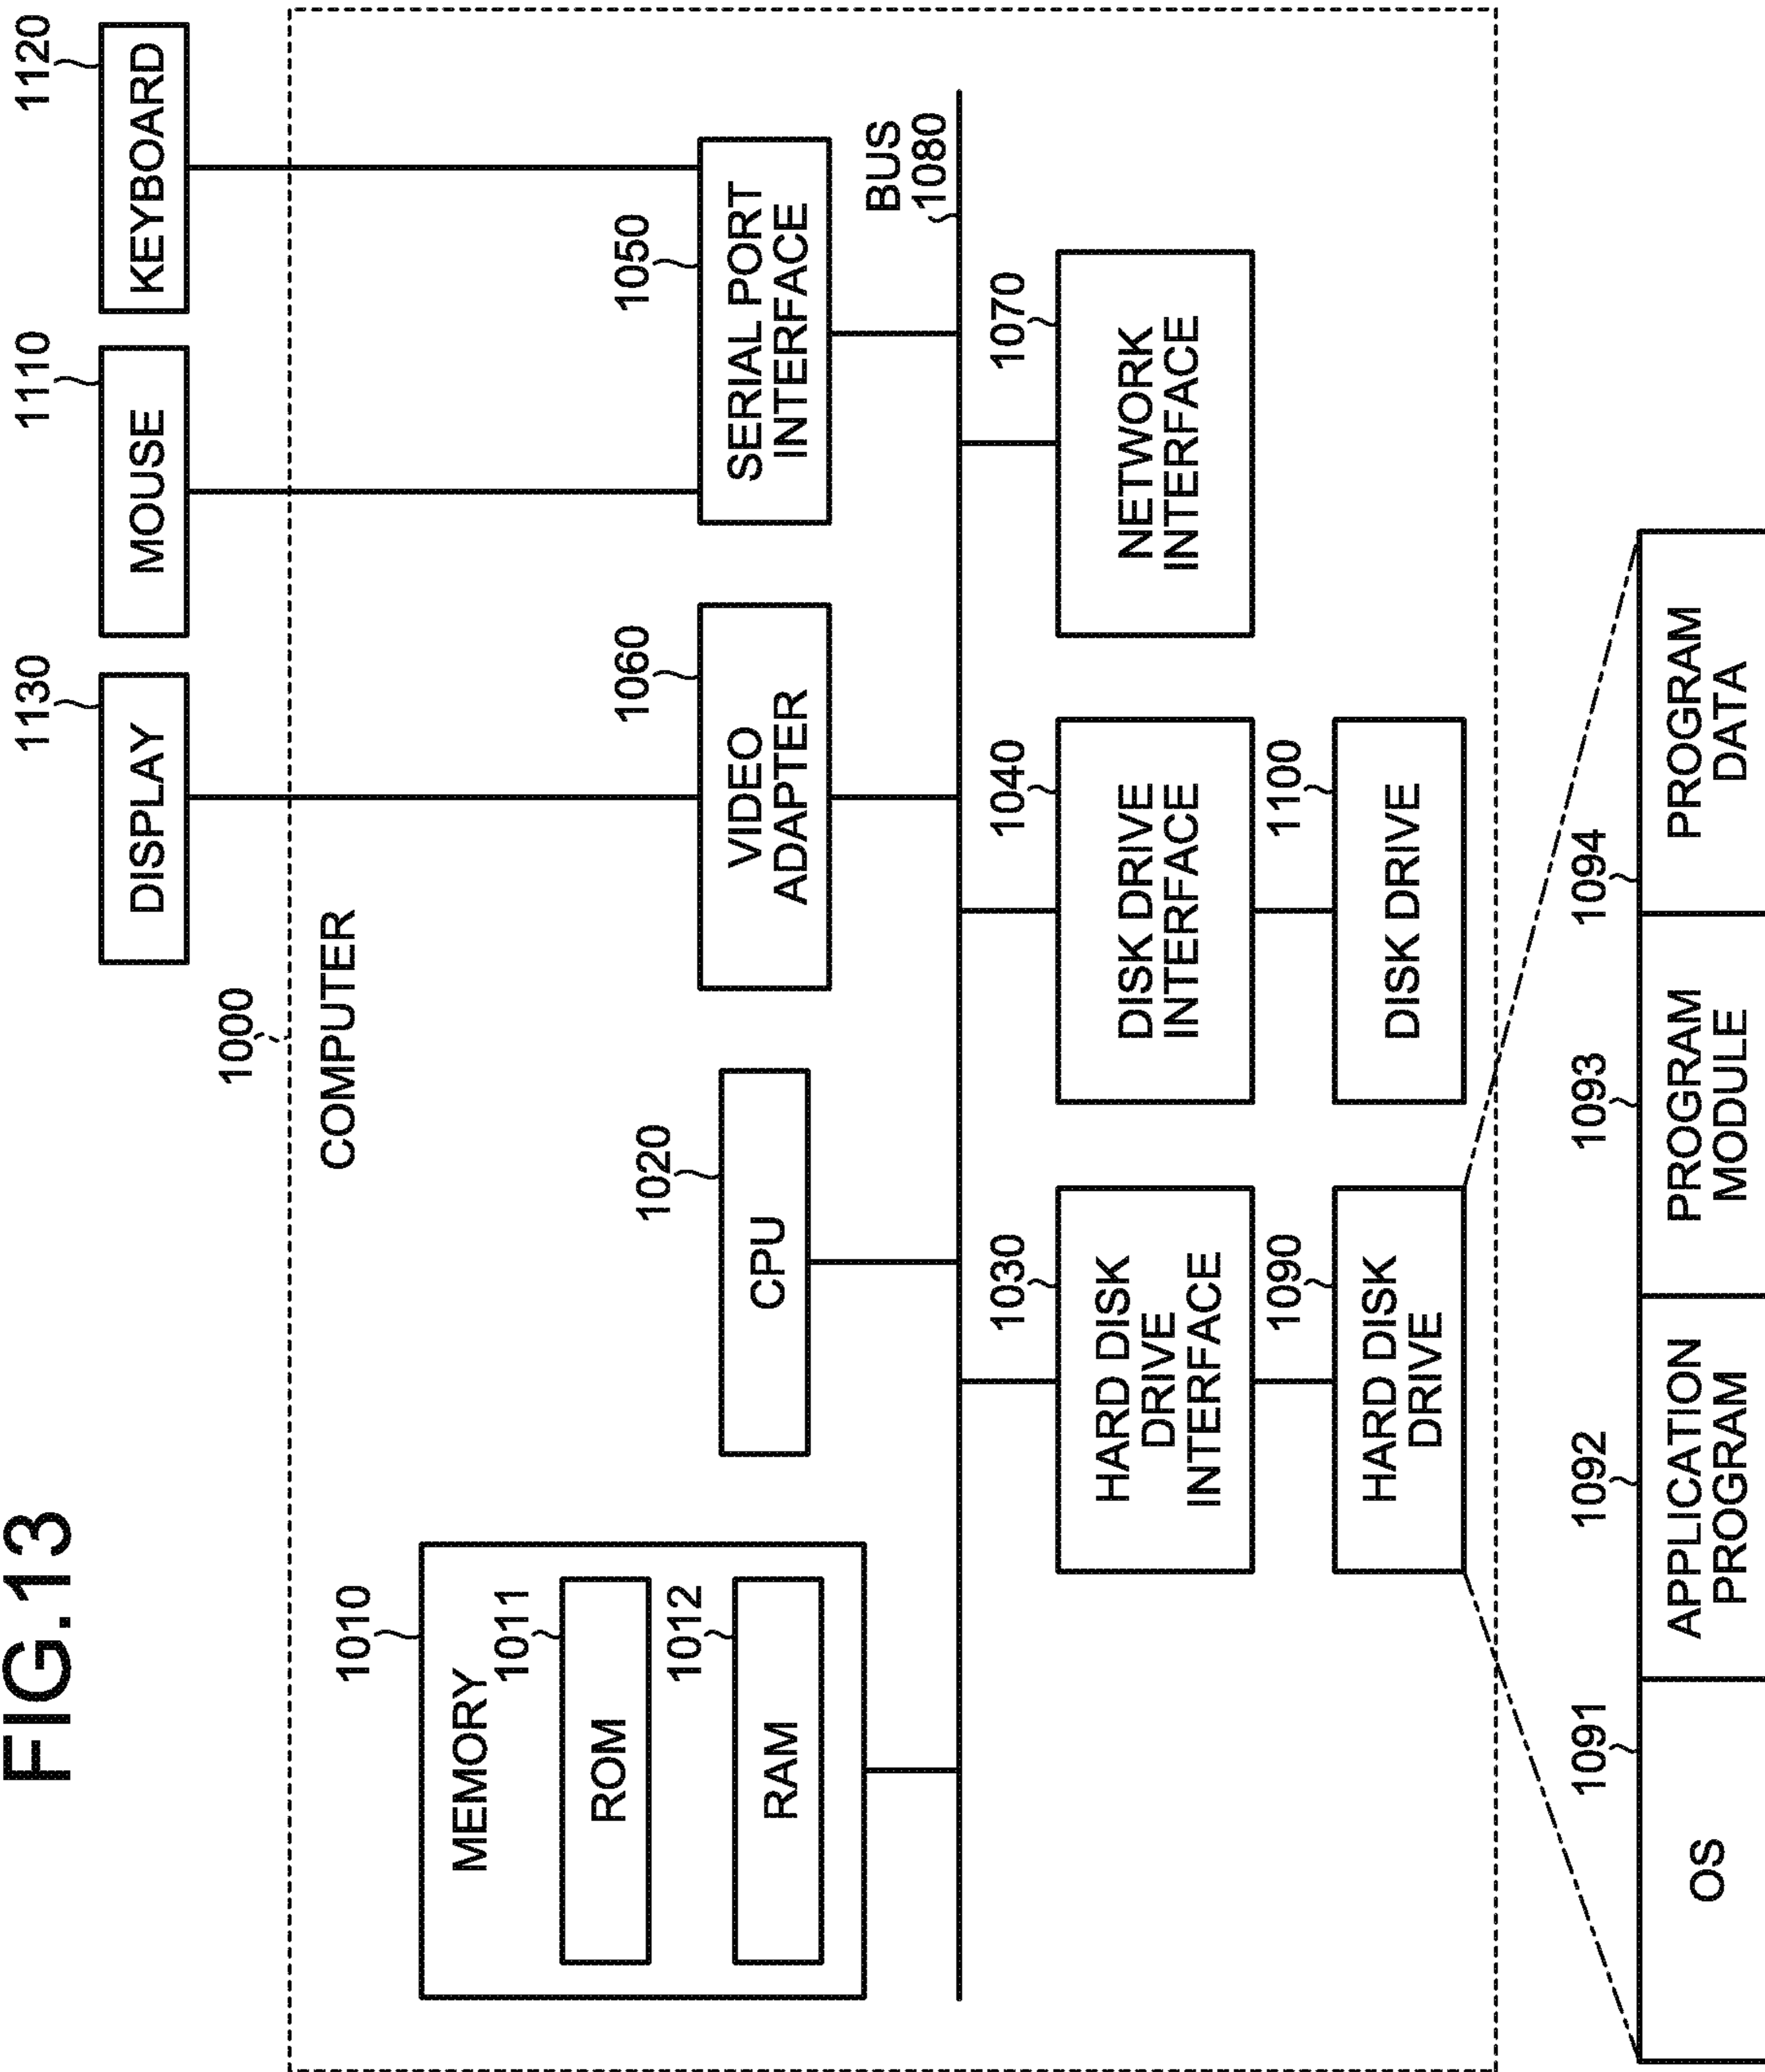 FIG.13
1130
1110
1120
DISPLAY
MOUSE
KEYBOARD
1000
COMPUTER
1010
MEMORY
1011
ROM
1012
RAM
1020
CPU
1060
VIDEO
ADAPTER
1050
SERIAL PORT
INTERFACE
BUS
1080
1030
HARD DISK
DRIVE
INTERFACE
1040
DISK DRIVE
INTERFACE
1070
NETWORK
INTERFACE
1090
HARD DISK
DRIVE
1100
DISK DRIVE
1091
OS
1092
APPLICATION
PROGRAM
1093
PROGRAM
MODULE
1094
PROGRAM
DATA